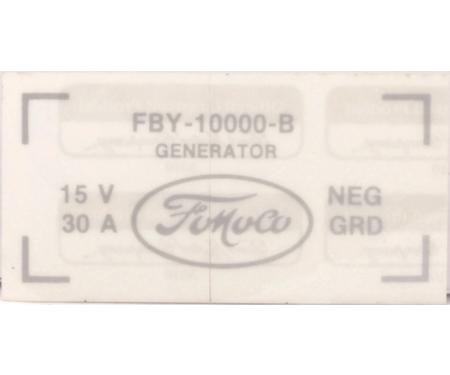 FBY-10000-B
GENERATOR
15 V
30 A
FoMoCo
NEG
GRD